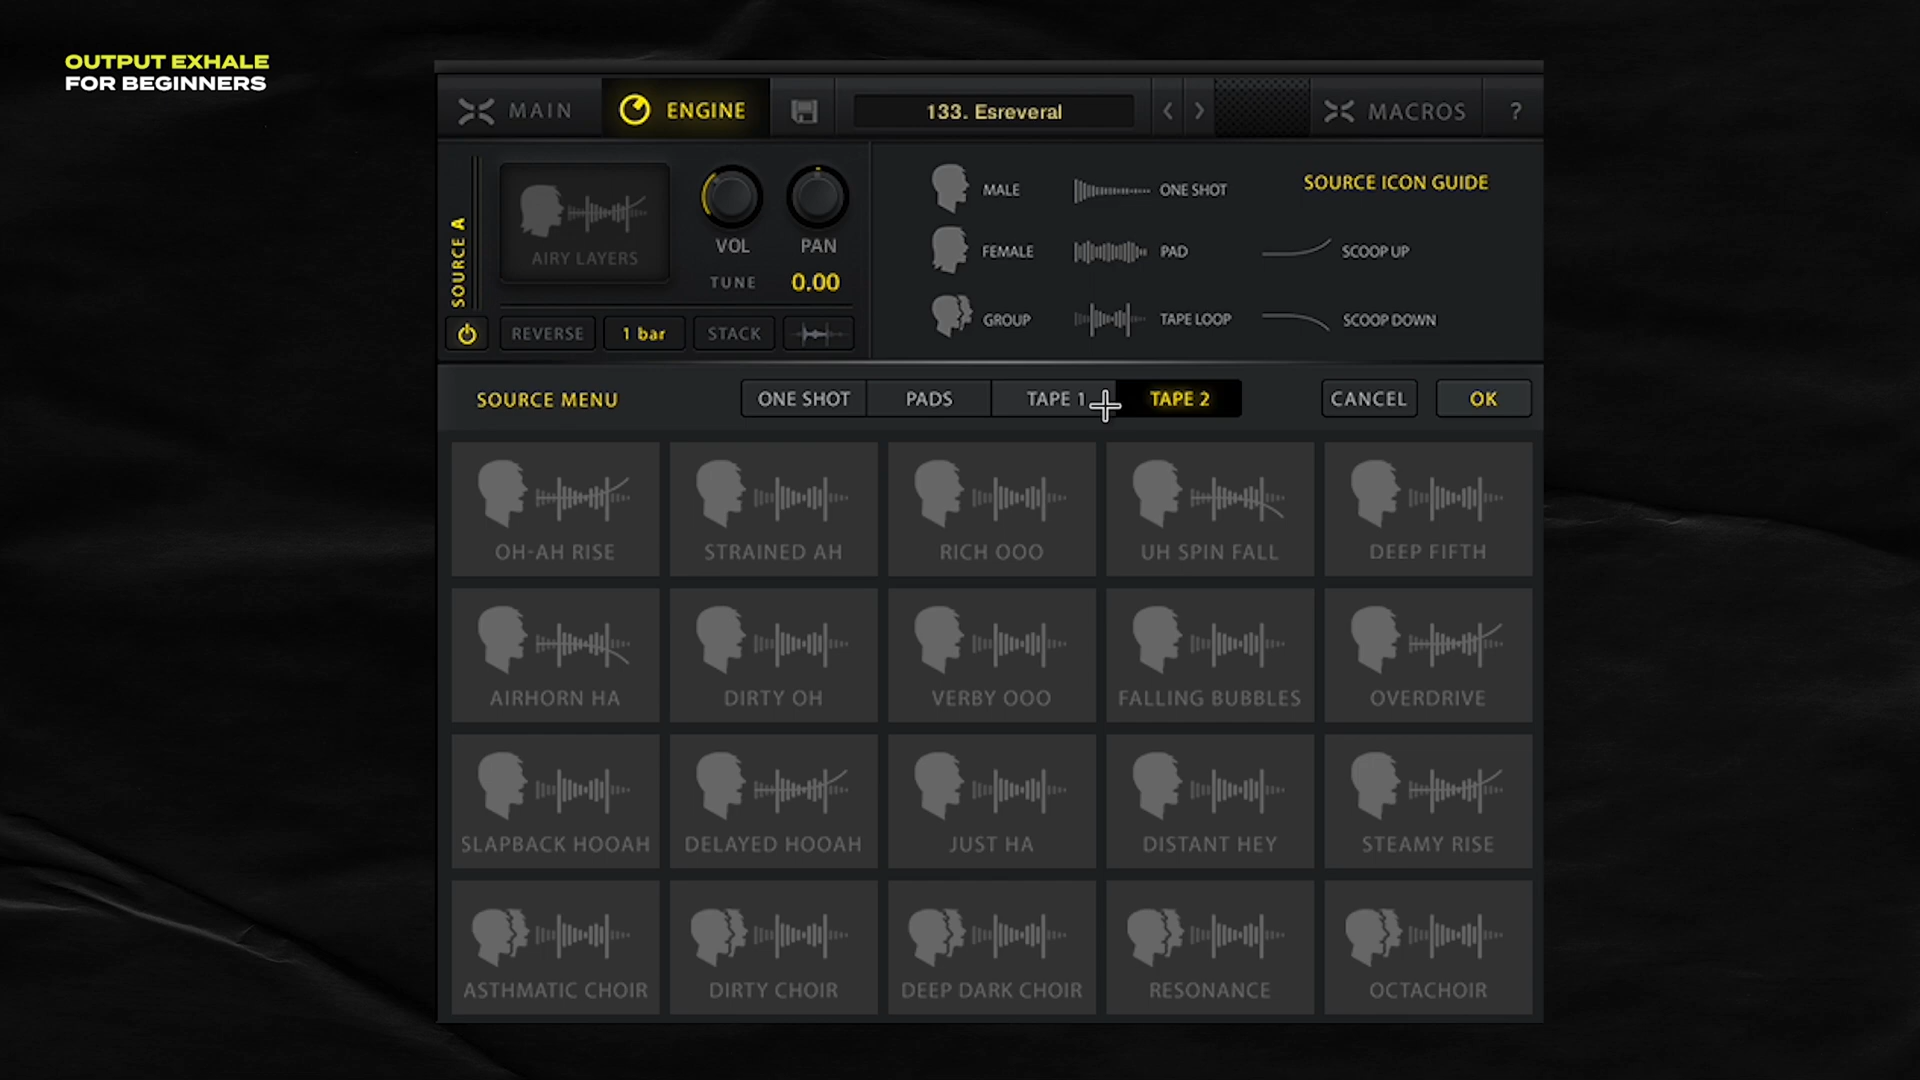 OUTPUT EXHALE
FOR BEGINNERS
MAIN
ENGINE
133. Esreveral
< >
MACROS
?
SOURCE A
AIRY LAYERS
VOL
PAN
TUNE
0.00
REVERSE
1 bar
STACK
MALE
ONE SHOT
SOURCE ICON GUIDE
FEMALE
PAD
SCOOP UP
GROUP
TAPE LOOP
SCOOP DOWN
SOURCE MENU
ONE SHOT
PADS
TAPE 1
TAPE 2
CANCEL
OK
OH-AH RISE
STRAINED AH
RICH OOO
UH SPIN FALL
DEEP FIFTH
AIRHORN HA
DIRTY OH
VERBY OOO
FALLING BUBBLES
OVERDRIVE
SLAPBACK HOOAH
DELAYED HOOAH
JUST HA
DISTANT HEY
STEAMY RISE
ASTHMATIC CHOIR
DIRTY CHOIR
DEEP DARK CHOIR
RESONANCE
OCTACHOIR